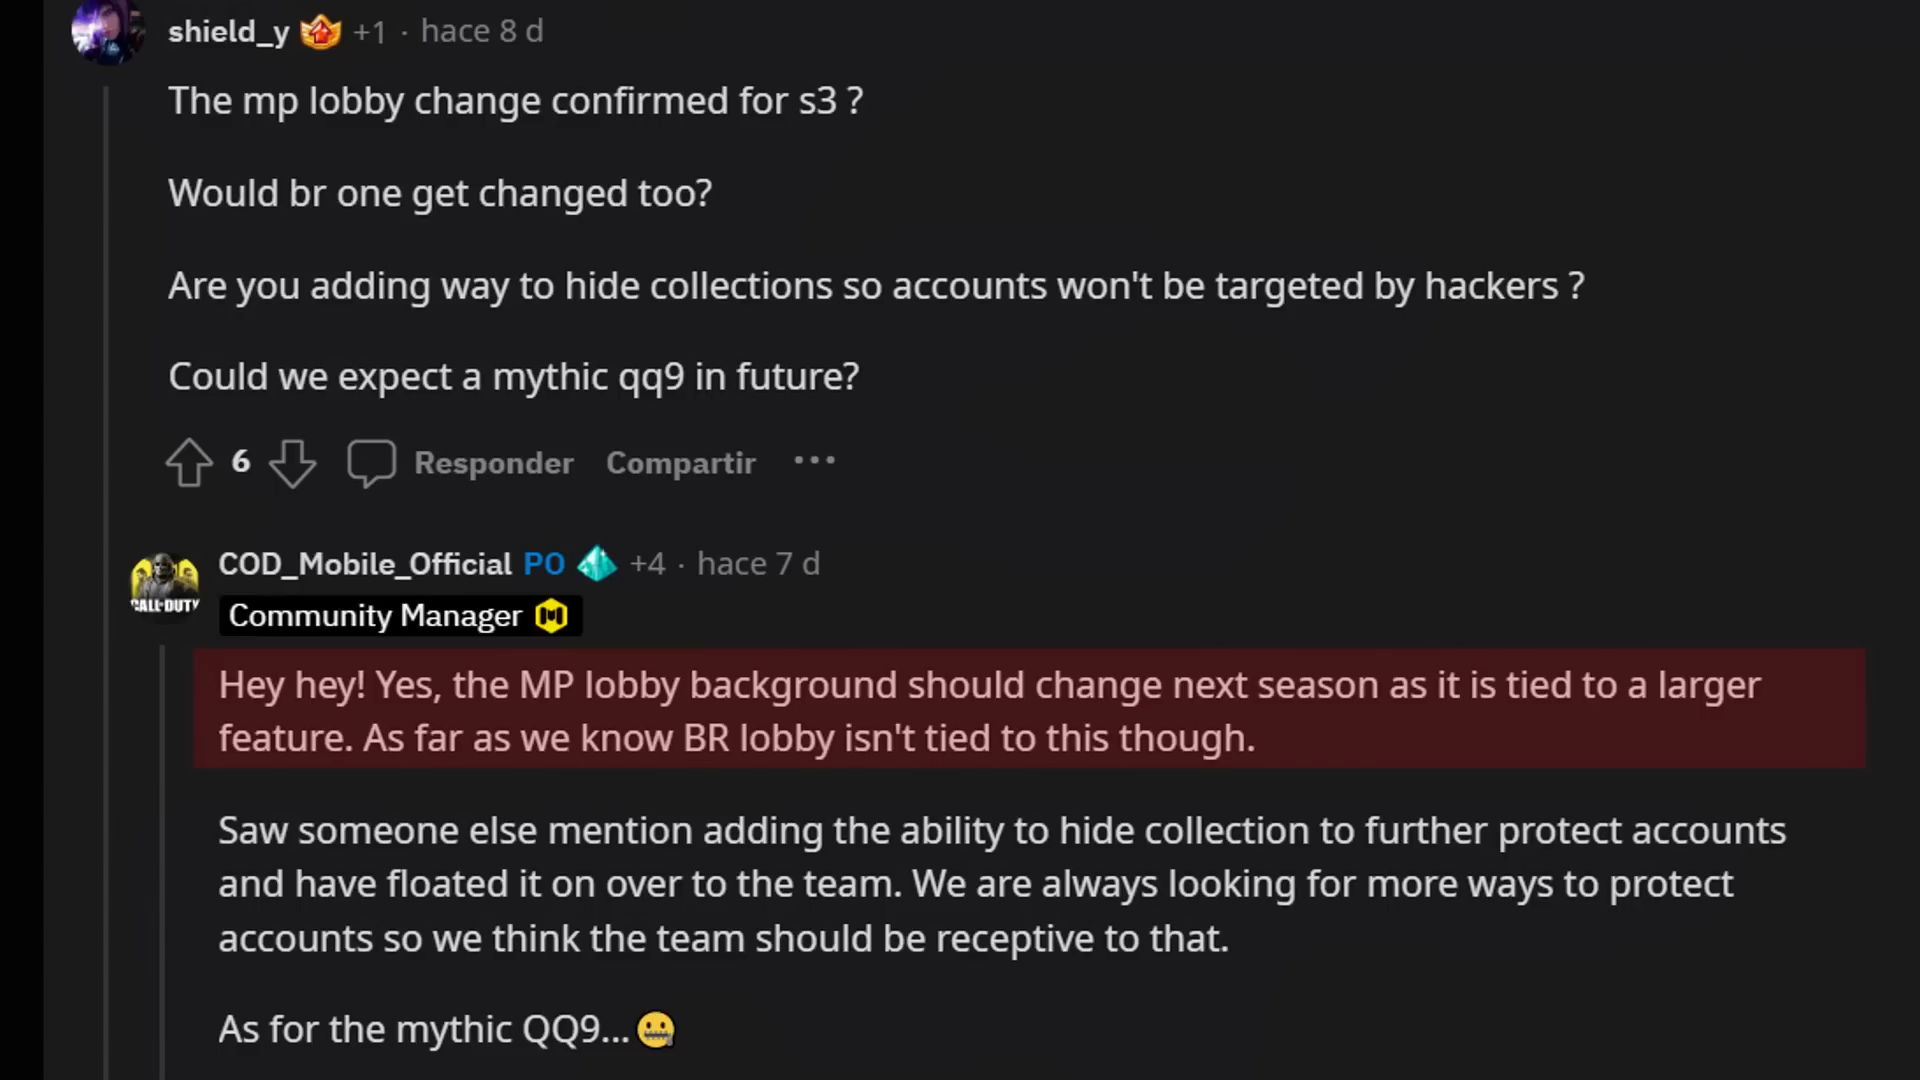 shield_y +1 · hace 8 d
The mp lobby change confirmed for s3 ?
Would br one get changed too?
Are you adding way to hide collections so accounts won't be targeted by hackers ?
Could we expect a mythic qq9 in future?
6 Responder Compartir ···
COD_Mobile_Official PO +4 · hace 7 d
CALL·DUTY
Community Manager
Hey hey! Yes, the MP lobby background should change next season as it is tied to a larger
feature. As far as we know BR lobby isn't tied to this though.
Saw someone else mention adding the ability to hide collection to further protect accounts
and have floated it on over to the team. We are always looking for more ways to protect
accounts so we think the team should be receptive to that.
As for the mythic QQ9...🤐